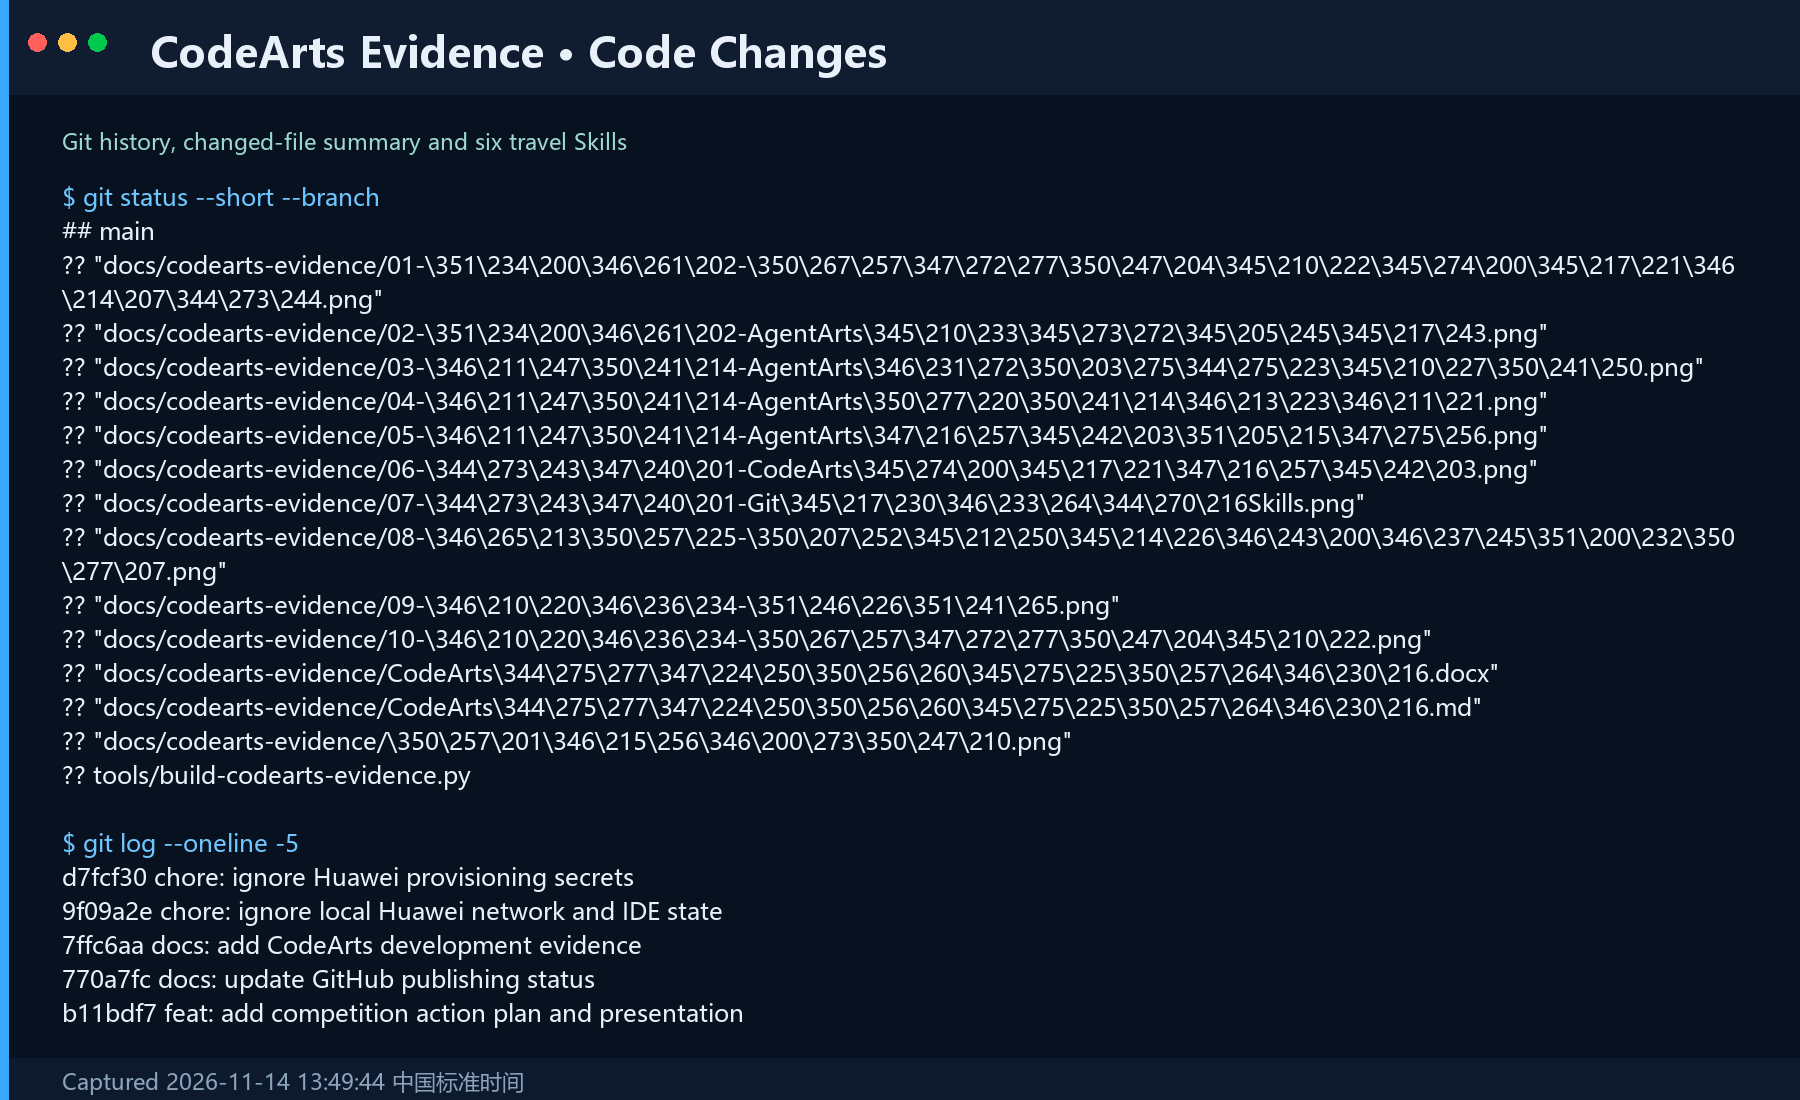 CodeArts Evidence • Code Changes
Git history, changed-file summary and six travel Skills
$ git status --short --branch
## main
?? "docs/codearts-evidence/01-\351\234\200\346\261\202-\350\267\257\347\272\277\350\247\204\345\210\222\345\274\200\345\217\221\346
\214\207\344\273\244.png"
?? "docs/codearts-evidence/02-\351\234\200\346\261\202-AgentArts\345\210\233\345\273\272\345\205\245\345\217\243.png"
?? "docs/codearts-evidence/03-\346\211\247\350\241\214-AgentArts\346\231\272\350\203\275\344\275\223\345\210\227\350\241\250.png"
?? "docs/codearts-evidence/04-\346\211\247\350\241\214-AgentArts\350\277\220\350\241\214\346\213\223\346\211\221.png"
?? "docs/codearts-evidence/05-\346\211\247\350\241\214-AgentArts\347\216\257\345\242\203\351\205\215\347\275\256.png"
?? "docs/codearts-evidence/06-\344\273\243\347\240\201-CodeArts\345\274\200\345\217\221\347\216\257\345\242\203.png"
?? "docs/codearts-evidence/07-\344\273\243\347\240\201-Git\345\217\230\346\233\264\344\270\216Skills.png"
?? "docs/codearts-evidence/08-\346\265\213\350\257\225-\350\207\252\345\212\250\345\214\226\346\243\200\346\237\245\351\200\232\350
\277\207.png"
?? "docs/codearts-evidence/09-\346\210\220\346\236\234-\351\246\226\351\241\265.png"
?? "docs/codearts-evidence/10-\346\210\220\346\236\234-\350\267\257\347\272\277\350\247\204\345\210\222.png"
?? "docs/codearts-evidence/CodeArts\344\275\277\347\224\250\350\256\260\345\275\225\350\257\264\346\230\216.docx"
?? "docs/codearts-evidence/CodeArts\344\275\277\347\224\250\350\256\260\345\275\225\350\257\264\346\230\216.md"
?? "docs/codearts-evidence/\350\257\201\346\215\256\346\200\273\350\247\210.png"
?? tools/build-codearts-evidence.py
$ git log --oneline -5
d7fcf30 chore: ignore Huawei provisioning secrets
9f09a2e chore: ignore local Huawei network and IDE state
7ffc6aa docs: add CodeArts development evidence
770a7fc docs: update GitHub publishing status
b11bdf7 feat: add competition action plan and presentation
Captured 2026-11-14 13:49:44 中国标准时间